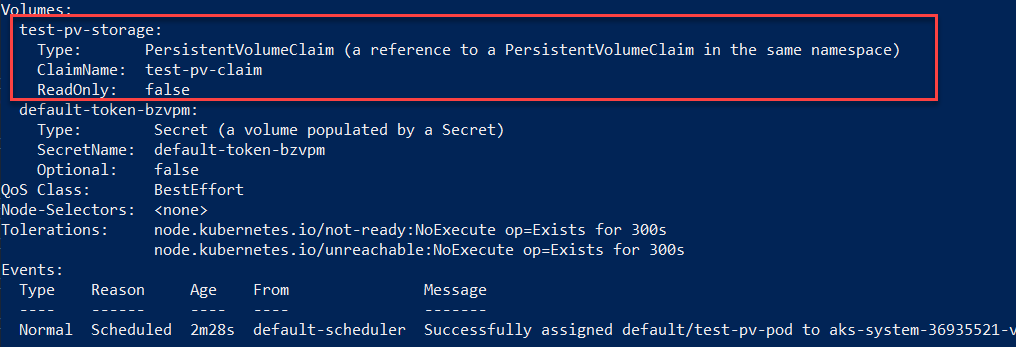 Volumes:
  test-pv-storage:
    Type:       PersistentVolumeClaim (a reference to a PersistentVolumeClaim in the same namespace)
    ClaimName:  test-pv-claim
    ReadOnly:   false
  default-token-bzvpm:
    Type:        Secret (a volume populated by a Secret)
    SecretName:  default-token-bzvpm
    Optional:    false
QoS Class:       BestEffort
Node-Selectors:  <none>
Tolerations:     node.kubernetes.io/not-ready:NoExecute op=Exists for 300s
                 node.kubernetes.io/unreachable:NoExecute op=Exists for 300s
Events:
  Type    Reason     Age    From               Message
  ----    ------     ----   ----               -------
  Normal  Scheduled  2m28s  default-scheduler  Successfully assigned default/test-pv-pod to aks-system-36935521-v